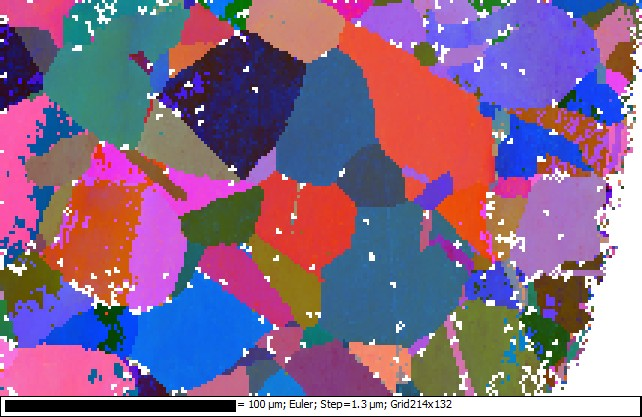 = 100 µm; Euler; Step=1.3 µm; Grid214x132